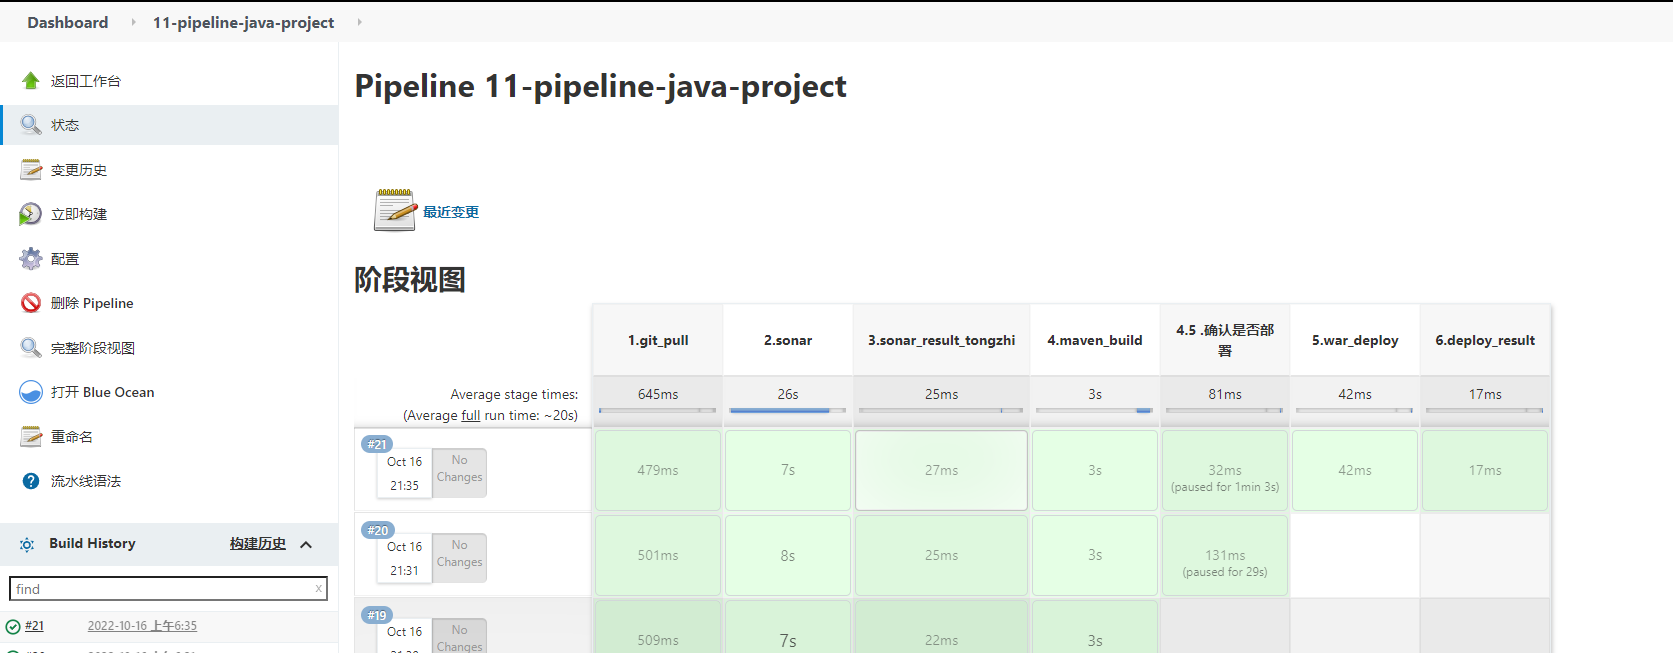 Dashboard
11-pipeline-java-project
返回工作台
状态
变更历史
立即构建
配置
删除 Pipeline
完整阶段视图
打开 Blue Ocean
重命名
流水线语法
Build History
构建历史
find
x
#21
2022-10-16 上午6:35
Pipeline 11-pipeline-java-project
最近变更
阶段视图
1.git_pull
2.sonar
3.sonar_result_tongzhi
4.maven_build
4.5 .确认是否部
署
5.war_deploy
6.deploy_result
Average stage times:
(Average full run time: ~20s)
645ms
26s
25ms
3s
81ms
42ms
17ms
#21
Oct 16
21:35
No
Changes
479ms
7s
27ms
3s
32ms
(paused for 1min 3s)
42ms
17ms
#20
Oct 16
21:31
No
Changes
501ms
8s
25ms
3s
131ms
(paused for 29s)
#19
Oct 16
No
Changes
509ms
7s
22ms
3s